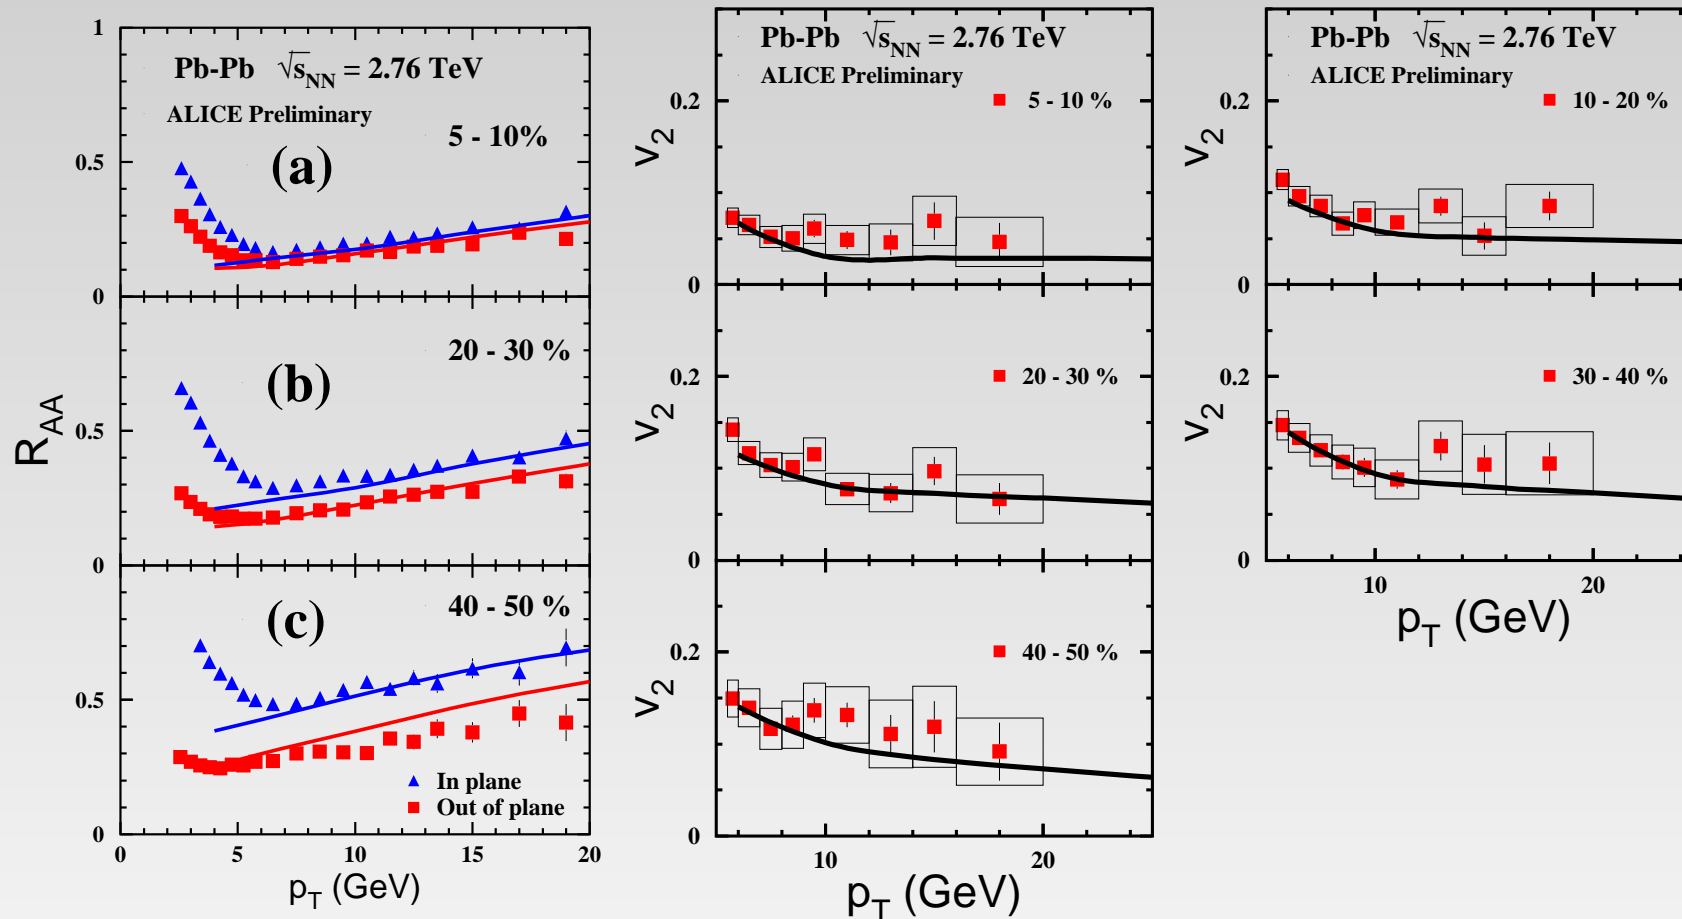 1
Pb-Pb √sNN = 2.76 TeV
ALICE Preliminary
5 - 10%
(a)
0.5
0
20 - 30 %
(b)
0.5
RAA
0
40 - 50 %
(c)
0.5
In plane
Out of plane
0
0 5 10 15 20
pT (GeV)
Pb-Pb √sNN = 2.76 TeV
ALICE Preliminary
0.2
5 - 10 %
v2
0
0.2
20 - 30 %
v2
0
0.2
40 - 50 %
v2
0
10 20
pT (GeV)
Pb-Pb √sNN = 2.76 TeV
ALICE Preliminary
0.2
10 - 20 %
v2
0
0.2
30 - 40 %
v2
0
10 20
pT (GeV)